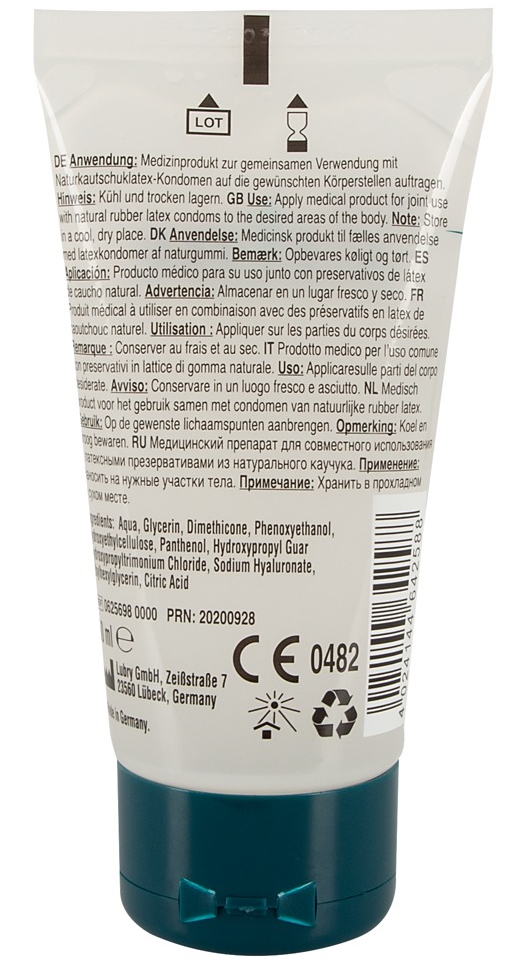 LOT
DE Anwendung: Medizinprodukt zur gemeinsamen Verwendung mit
Naturkautschuklatex-Kondomen auf die gewünschten Körperstellen auftragen.
Hinweis: Kühl und trocken lagern. GB Use: Apply medical product for joint use
with natural rubber latex condoms to the desired areas of the body. Note: Store
in a cool, dry place. DK Anvendelse: Medicinsk produkt til fælles anvendelse
med latexkondomer af naturgummi. Bemærk: Opbevares køligt og tørt. ES
Aplicación: Producto médico para su uso junto con preservativos de látex
de caucho natural. Advertencia: Almacenar en un lugar fresco y seco. FR
Produit médical à utiliser en combinaison avec des préservatifs en latex de
caoutchouc naturel. Utilisation : Appliquer sur les parties du corps désirées.
Remarque : Conserver au frais et au sec. IT Prodotto medico per l'uso comune
con preservativi in lattice di gomma naturale. Uso: Applicaresulle parti del corpo
desiderate. Avviso: Conservare in un luogo fresco e asciutto. NL Medisch
product voor het gebruik samen met condomen van natuurlijke rubber latex.
Gebruik: Op de gewenste lichaamspunten aanbrengen. Opmerking: Koel en
droog bewaren. RU Медицинский препарат для совместного использования
латексными презервативами из натурального каучука. Применение:
наносить на нужные участки тела. Примечание: Хранить в прохладном
сухом месте.
Ingredients: Aqua, Glycerin, Dimethicone, Phenoxyethanol,
Hydroxyethylcellulose, Panthenol, Hydroxypropyl Guar
Hydroxypropyltrimonium Chloride, Sodium Hyaluronate,
Ethylhexylglycerin, Citric Acid
0625698 0000 PRN: 20200928
ml ℮
CE 0482
Lubry GmbH, Zeißstraße 7
23560 Lübeck, Germany
Made in Germany.
4 024144 642588